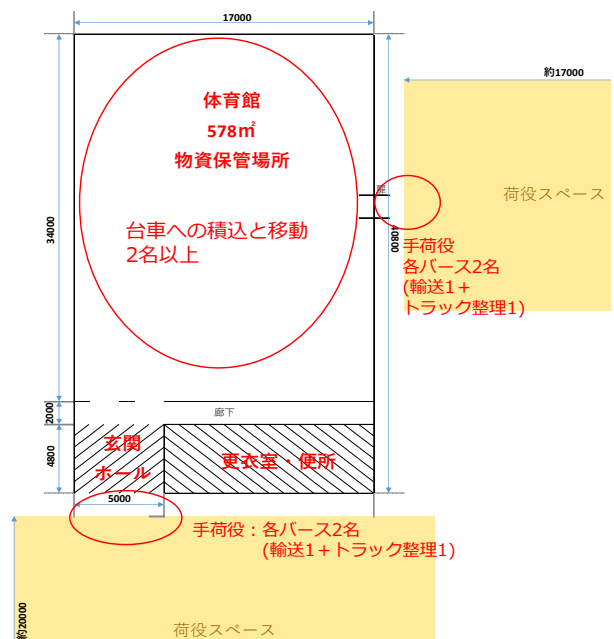 17000
約17000
体育館
578㎡
物資保管場所
扉
荷役スペース
台車への積込と移動
2名以上
34000
40800
手荷役
各バース2名
(輸送1＋
トラック整理1)
2000
廊下
4800
玄関
ホール
更衣室・便所
5000
手荷役：各バース2名
(輸送1＋トラック整理1)
約20000
荷役スペース